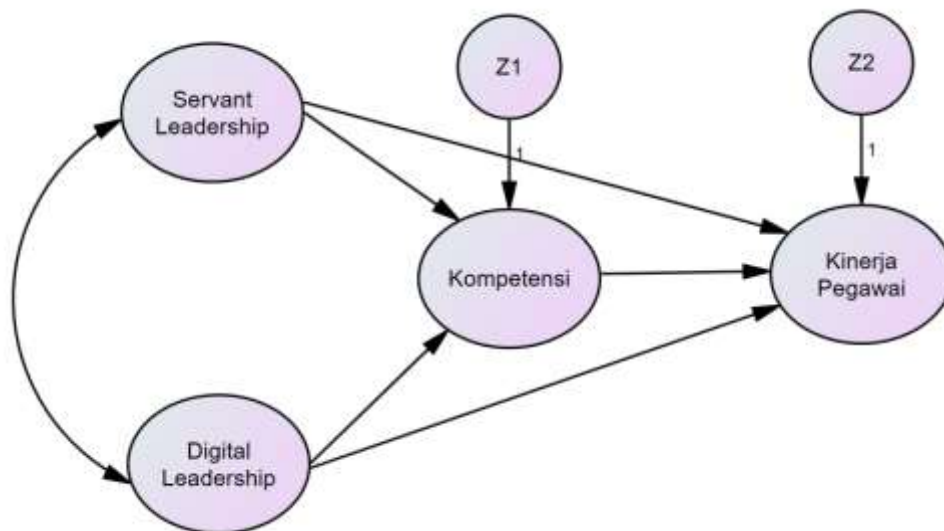 Z1
Z2
Servant
Leadership
1
1
Kompetensi
Kinerja
Pegawai
Digital
Leadership